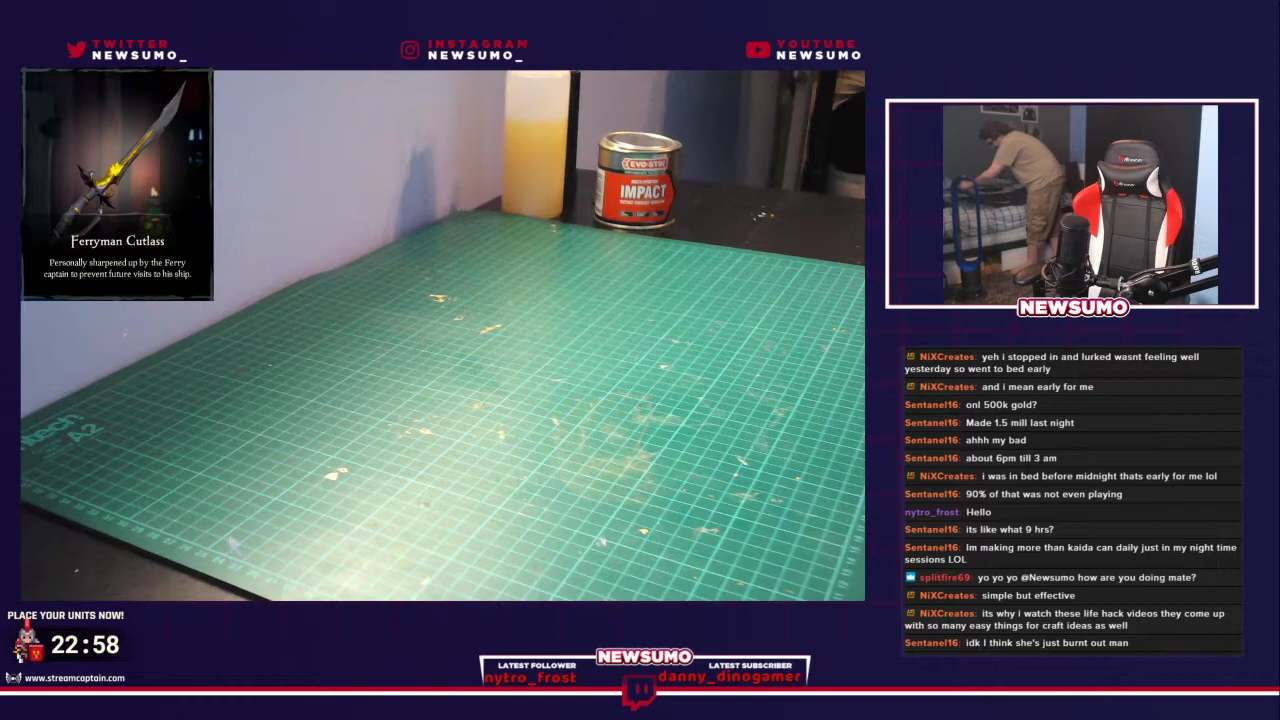 TWITTER
NEWSUMO_
INSTAGRAM
NEWSUMO_
YOUTUBE
NEWSUMO
Ferryman Cutlass
Personally sharpened up by the Ferry
captain to prevent future visits to his ship.
EVO-STIK
IMPACT
A2
NEWSUMO
NiXCreates: yeh i stopped in and lurked wasnt feeling well
yesterday so went to bed early
NiXCreates: and i mean early for me
Sentanel16: onl 500k gold?
Sentanel16: Made 1.5 mill last night
Sentanel16: ahhh my bad
Sentanel16: about 6pm till 3 am
NiXCreates: i was in bed before midnight thats early for me lol
Sentanel16: 90% of that was not even playing
nytro_frost: Hello
Sentanel16: its like what 9 hrs?
Sentanel16: Im making more than kaida can daily just in my night time
sessions LOL
splitfire69: yo yo yo @Newsumo how are you doing mate?
NiXCreates: simple but effective
NiXCreates: its why i watch these life hack videos they come up
with so many easy things for craft ideas as well
Sentanel16: idk I think she's just burnt out man
PLACE YOUR UNITS NOW!
22:58
www.streamcaptain.com
NEWSUMO
LATEST FOLLOWER
nytro_frost
LATEST SUBSCRIBER
danny_dinogamer